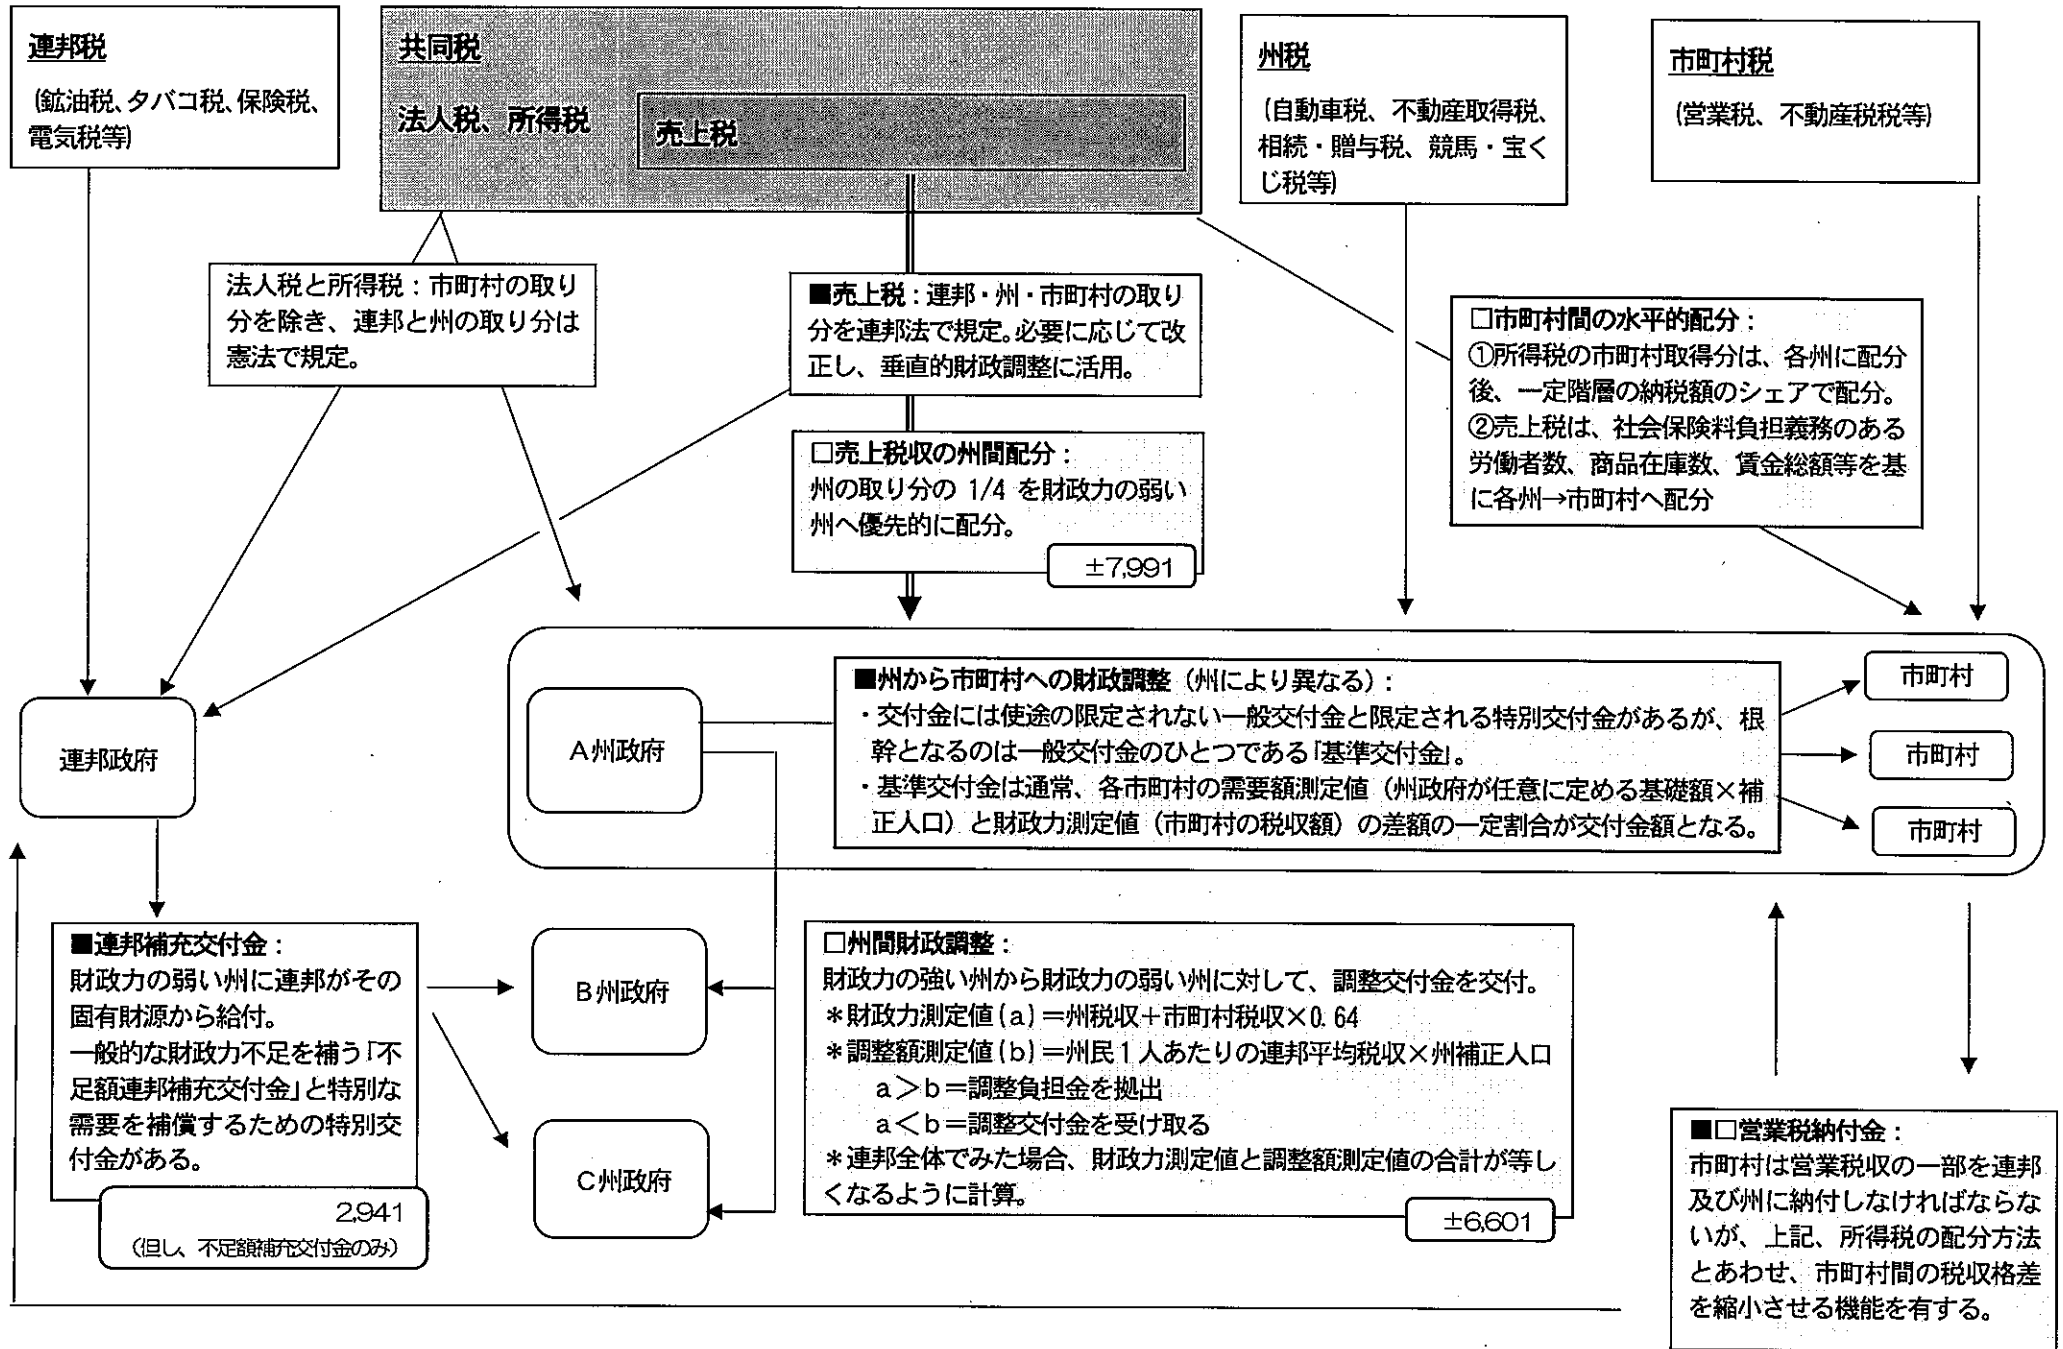 連邦税
(鉱油税、タバコ税、保険税、
電気税等)
共同税
法人税、所得税
売上税
州税
(自動車税、不動産取得税、
相続・贈与税、競馬・宝く
じ税等)
市町村税
(営業税、不動産税税等)
法人税と所得税：市町村の取り
分を除き、連邦と州の取り分は
憲法で規定。
■売上税：連邦・州・市町村の取り
分を連邦法で規定。必要に応じて改
正し、垂直的財政調整に活用。
□市町村間の水平的配分：
①所得税の市町村取得分は、各州に配分
後、一定階層の納税額のシェアで配分。
②売上税は、社会保険料負担義務のある
労働者数、商品在庫数、賃金総額等を基
に各州→市町村へ配分
□売上税収の州間配分：
州の取り分の 1/4 を財政力の弱い
州へ優先的に配分。
±7,991
連邦政府
A州政府
■州から市町村への財政調整（州により異なる）：
・交付金には使途の限定されない一般交付金と限定される特別交付金があるが、根
幹となるのは一般交付金のひとつである「基準交付金」。
・基準交付金は通常、各市町村の需要額測定値（州政府が任意に定める基礎額×補
正人口）と財政力測定値（市町村の税収額）の差額の一定割合が交付金額となる。
市町村
市町村
市町村
■連邦補充交付金：
財政力の弱い州に連邦がその
固有財源から給付。
一般的な財政力不足を補う「不
足額連邦補充交付金」と特別な
需要を補償するための特別交
付金がある。
2,941
（但し、不足額補充交付金のみ）
B州政府
C州政府
□州間財政調整：
財政力の強い州から財政力の弱い州に対して、調整交付金を交付。
＊財政力測定値(a)＝州税収＋市町村税収×0.64
＊調整額測定値(b)＝州民1人あたりの連邦平均税収×州補正人口
a＞b＝調整負担金を拠出
a＜b＝調整交付金を受け取る
＊連邦全体でみた場合、財政力測定値と調整額測定値の合計が等し
くなるように計算。
±6,601
■□営業税納付金：
市町村は営業税収の一部を連邦
及び州に納付しなければならな
いが、上記、所得税の配分方法
とあわせ、市町村間の税収格差
を縮小させる機能を有する。